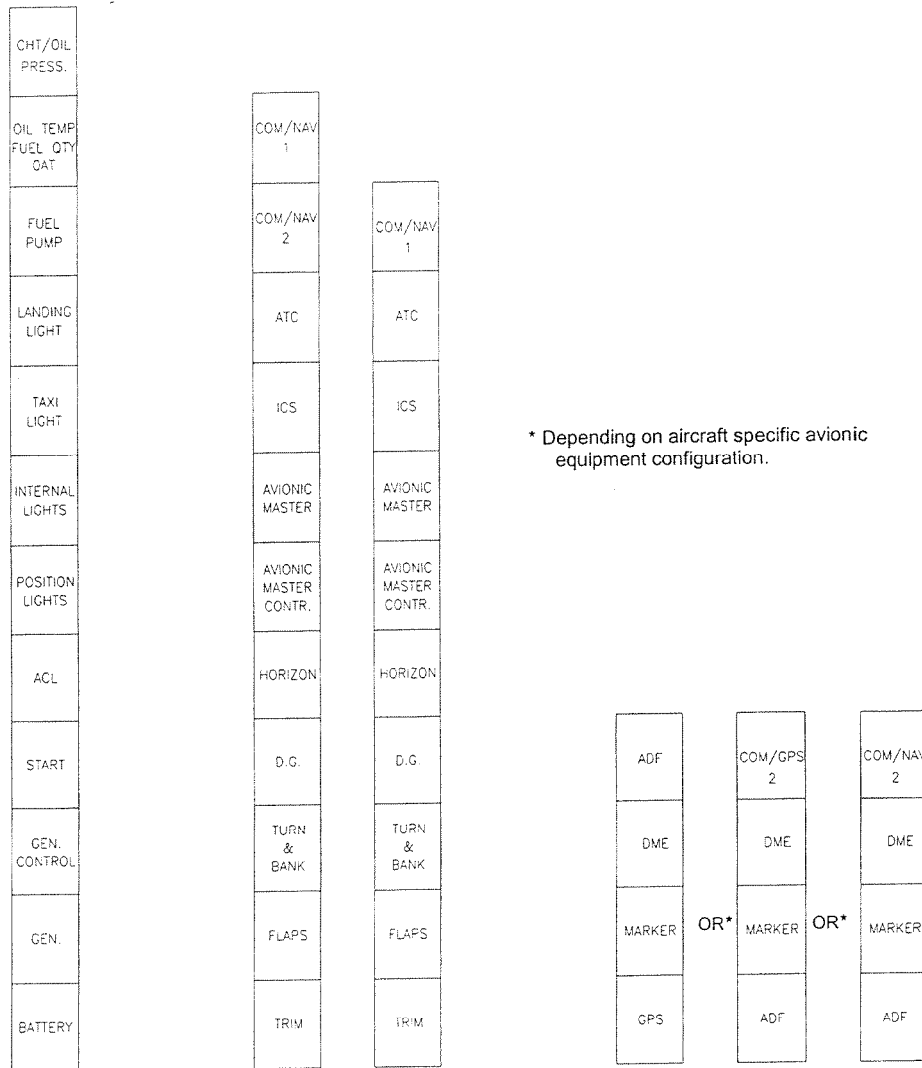 CHT/OIL
PRESS.
OIL TEMP
FUEL QTY
OAT
FUEL
PUMP
LANDING
LIGHT
TAXI
LIGHT
INTERNAL
LIGHTS
POSITION
LIGHTS
ACL
START
GEN.
CONTROL
GEN.
BATTERY
COM/NAV
1
COM/NAV
2
ATC
ICS
AVIONIC
MASTER
AVIONIC
MASTER
CONTR.
HORIZON
D.G.
TURN
&
BANK
FLAPS
TRIM
COM/NAV
1
ATC
ICS
AVIONIC
MASTER
AVIONIC
MASTER
CONTR.
HORIZON
D.G.
TURN
&
BANK
FLAPS
TRIM
* Depending on aircraft specific avionic
equipment configuration.
ADF
DME
MARKER
GPS
OR*
COM/GPS
2
DME
MARKER
ADF
OR*
COM/NAV
2
DME
MARKER
ADF